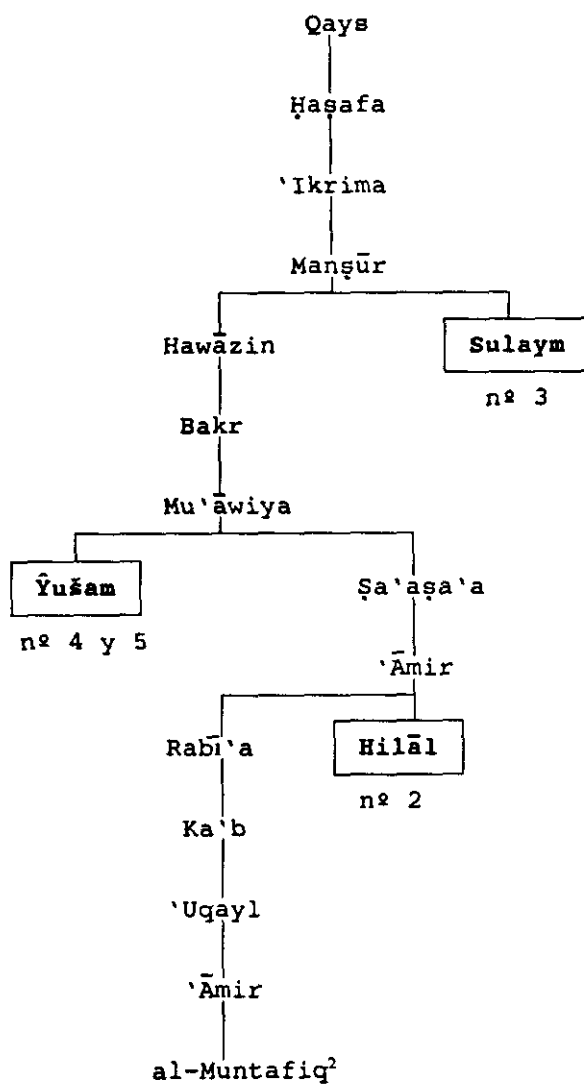 Qays
Ḥaṣafa
‘Ikrima
Manṣūr
Hawāzin Sulaym
nº 3
Bakr
Mu‘āwiya
Ŷušam Ṣa‘aṣa‘a
nº 4 y 5
‘Āmir
Rabī‘a Hilāl
nº 2
Ka‘b
‘Uqayl
‘Āmir
al-Muntafiq²